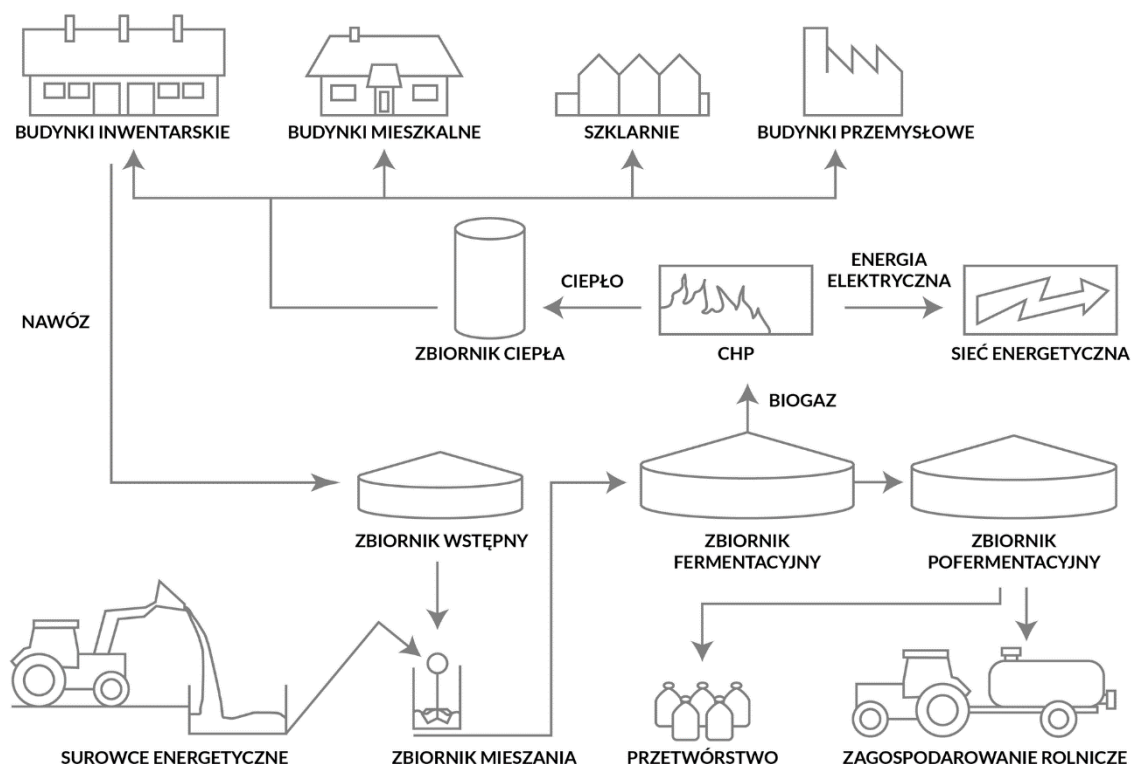 BUDYNKI INWENTARSKIE
BUDYNKI MIESZKALNE
SZKLARNIE
BUDYNKI PRZEMYSŁOWE
NAWÓZ
CIEPŁO
ENERGIA
ELEKTRYCZNA
ZBIORNIK CIEPŁA
CHP
SIEĆ ENERGETYCZNA
BIOGAZ
ZBIORNIK WSTĘPNY
ZBIORNIK
FERMENTACYJNY
ZBIORNIK
POFERMENTACYJNY
SUROWCE ENERGETYCZNE
ZBIORNIK MIESZANIA
PRZETWÓRSTWO
ZAGOSPODAROWANIE ROLNICZE